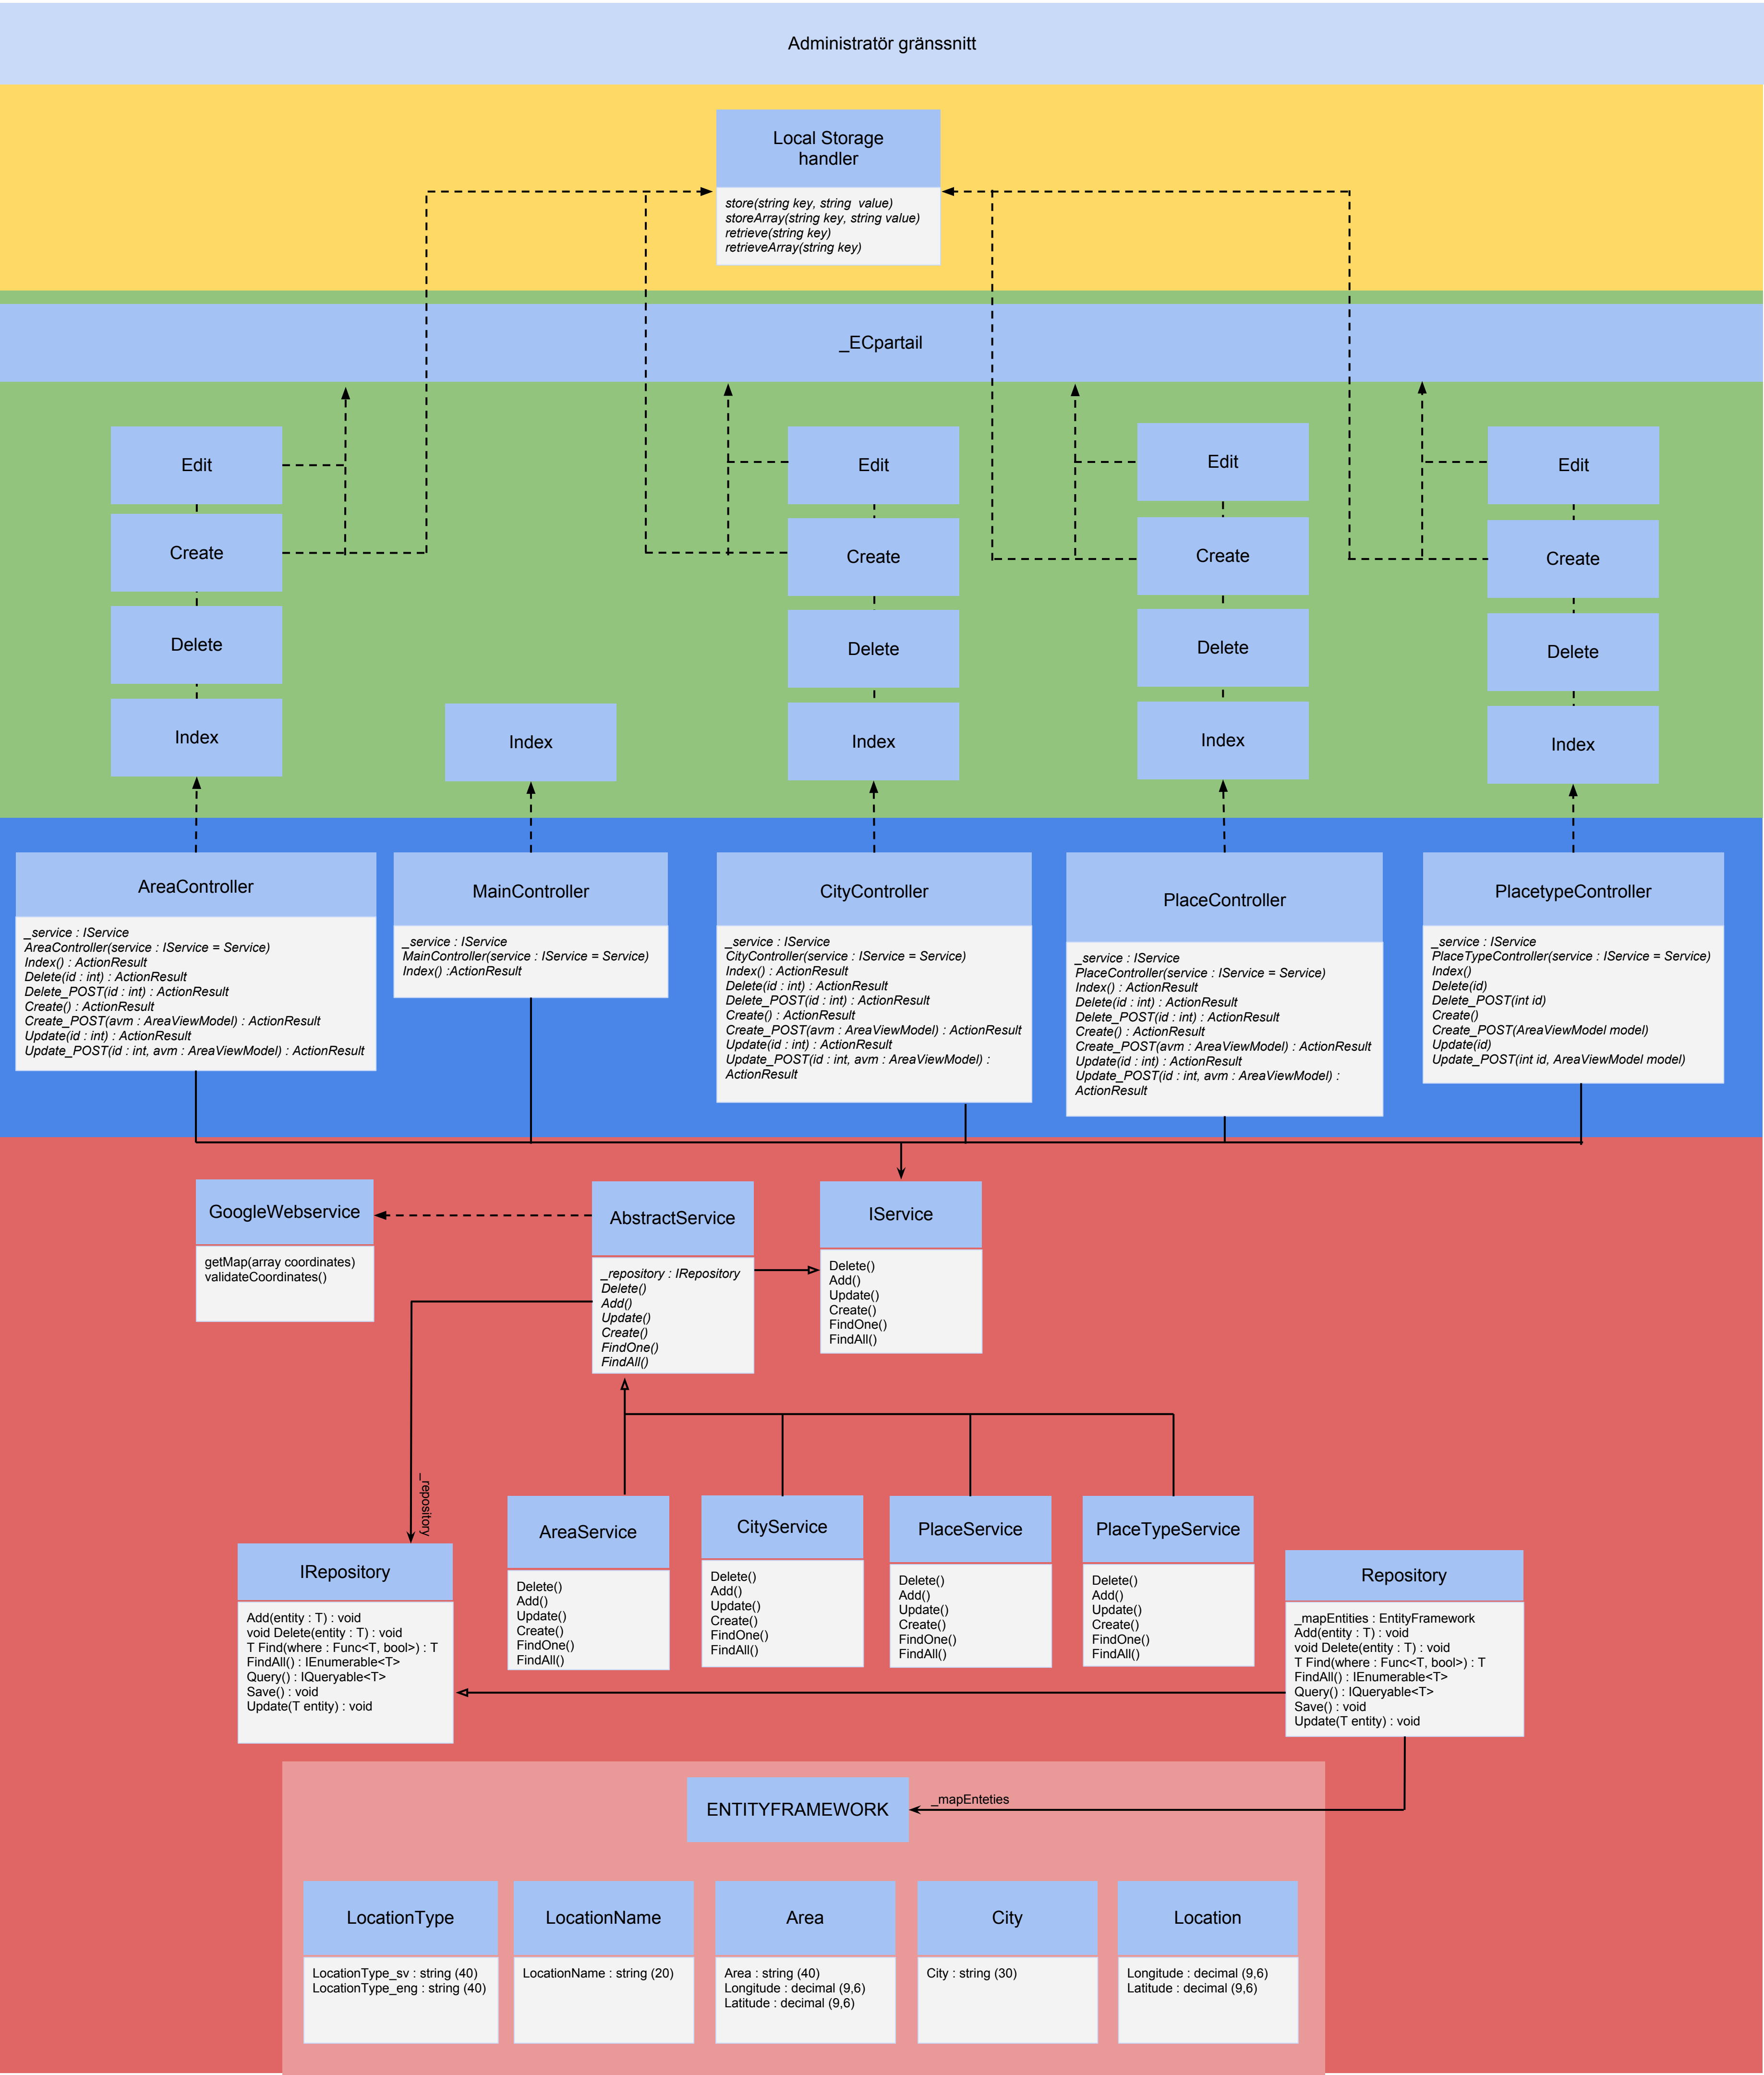 Administratör gränssnitt
Local Storage
handler
store(string key, string  value)
storeArray(string key, string value)
retrieve(string key)
retrieveArray(string key)
_ECpartail
Edit
Create
Delete
Index
Index
Edit
Create
Delete
Index
Edit
Create
Delete
Index
Edit
Create
Delete
Index
AreaController
_service : IService
AreaController(service : IService = Service)
Index() : ActionResult
Delete(id : int) : ActionResult
Delete_POST(id : int) : ActionResult
Create() : ActionResult
Create_POST(avm : AreaViewModel) : ActionResult
Update(id : int) : ActionResult
Update_POST(id : int, avm : AreaViewModel) : ActionResult
MainController
_service : IService
MainController(service : IService = Service)
Index() :ActionResult
CityController
_service : IService
CityController(service : IService = Service)
Index() : ActionResult
Delete(id : int) : ActionResult
Delete_POST(id : int) : ActionResult
Create() : ActionResult
Create_POST(avm : AreaViewModel) : ActionResult
Update(id : int) : ActionResult
Update_POST(id : int, avm : AreaViewModel) :
ActionResult
PlaceController
_service : IService
PlaceController(service : IService = Service)
Index() : ActionResult
Delete(id : int) : ActionResult
Delete_POST(id : int) : ActionResult
Create() : ActionResult
Create_POST(avm : AreaViewModel) : ActionResult
Update(id : int) : ActionResult
Update_POST(id : int, avm : AreaViewModel) :
ActionResult
PlacetypeController
_service : IService
PlaceTypeController(service : IService = Service)
Index()
Delete(id)
Delete_POST(int id)
Create()
Create_POST(AreaViewModel model)
Update(id)
Update_POST(int id, AreaViewModel model)
GoogleWebservice
getMap(array coordinates)
validateCoordinates()
AbstractService
_repository : IRepository
Delete()
Add()
Update()
Create()
FindOne()
FindAll()
IService
Delete()
Add()
Update()
Create()
FindOne()
FindAll()
_repository
IRepository
Add(entity : T) : void
void Delete(entity : T) : void
T Find(where : Func<T, bool>) : T
FindAll() : IEnumerable<T>
Query() : IQueryable<T>
Save() : void
Update(T entity) : void
AreaService
Delete()
Add()
Update()
Create()
FindOne()
FindAll()
CityService
Delete()
Add()
Update()
Create()
FindOne()
FindAll()
PlaceService
Delete()
Add()
Update()
Create()
FindOne()
FindAll()
PlaceTypeService
Delete()
Add()
Update()
Create()
FindOne()
FindAll()
Repository
_mapEntities : EntityFramework
Add(entity : T) : void
void Delete(entity : T) : void
T Find(where : Func<T, bool>) : T
FindAll() : IEnumerable<T>
Query() : IQueryable<T>
Save() : void
Update(T entity) : void
ENTITYFRAMEWORK
_mapEnteties
LocationType
LocationType_sv : string (40)
LocationType_eng : string (40)
LocationName
LocationName : string (20)
Area
Area : string (40)
Longitude : decimal (9,6)
Latitude : decimal (9,6)
City
City : string (30)
Location
Longitude : decimal (9,6)
Latitude : decimal (9,6)